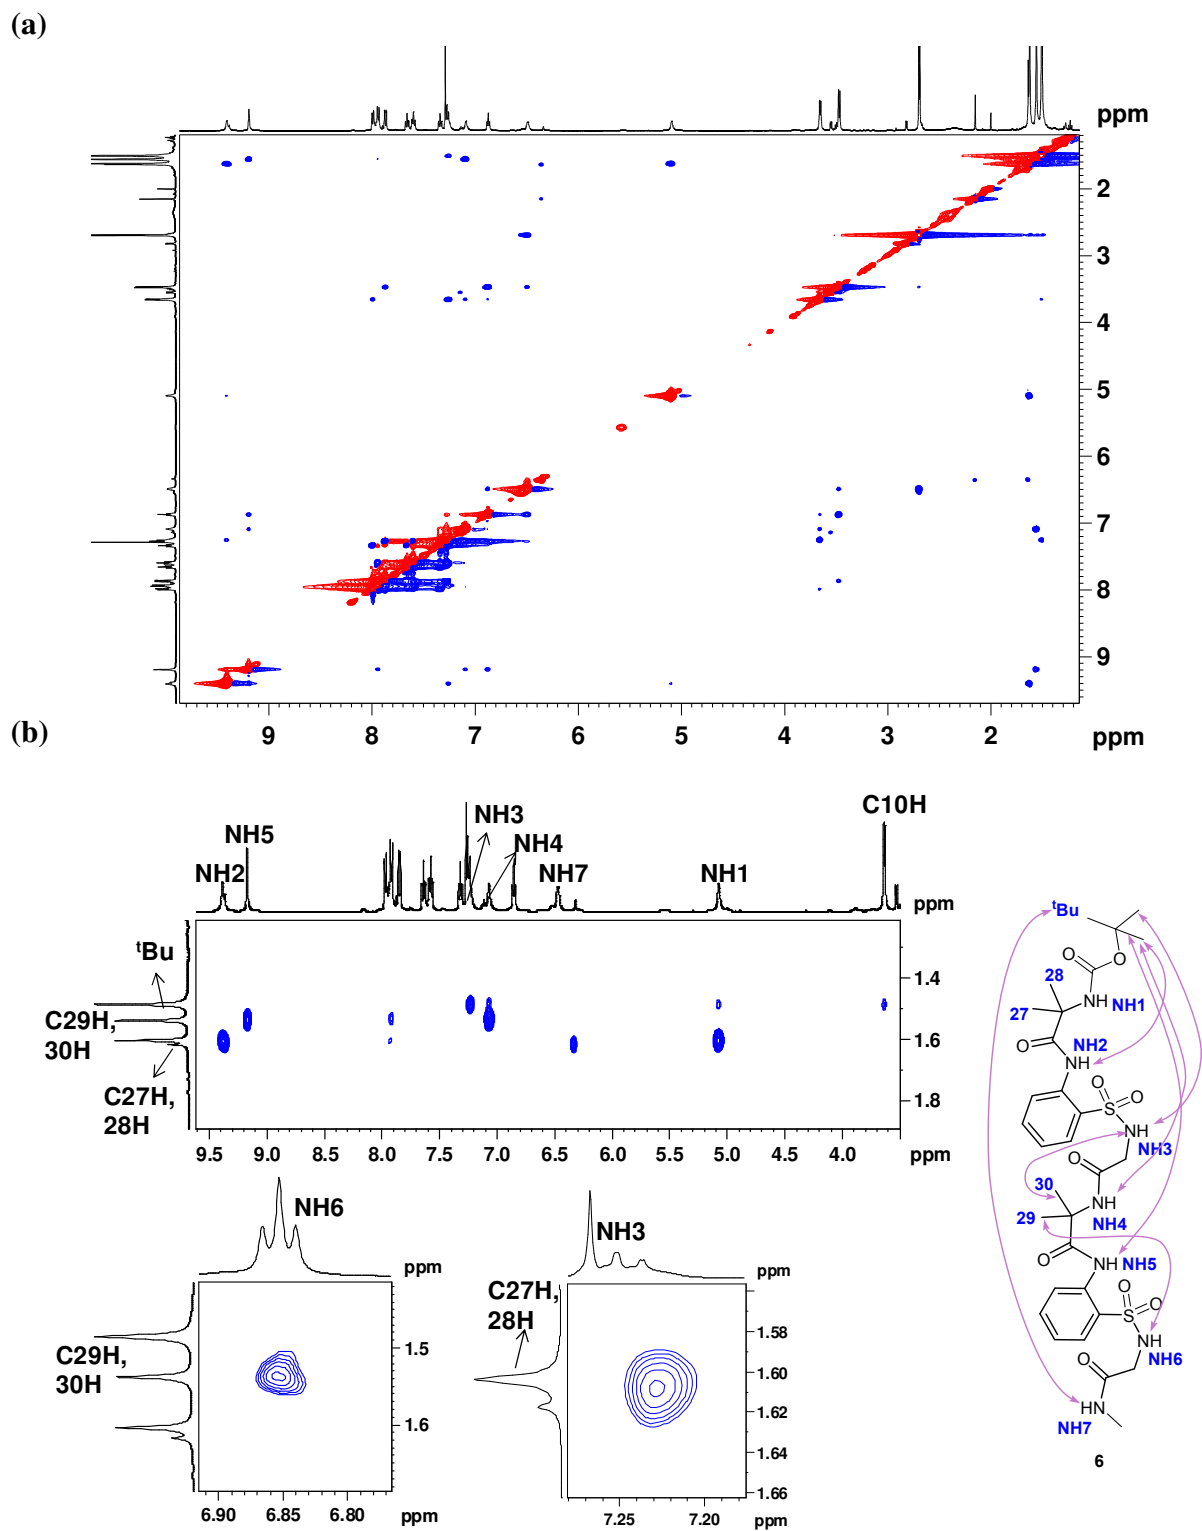 (a)
ppm
2
3
4
5
6
7
8
9
9 8 7 6 5 4 3 2 ppm
(b)
NH2
NH5
NH3
NH4
NH7
NH1
C10H
ppm
tBu
C29H,
30H
C27H,
28H
1.4
1.6
1.8
9.5 9.0 8.5 8.0 7.5 7.0 6.5 6.0 5.5 5.0 4.5 4.0 ppm
NH6
ppm
C29H,
30H
1.5
1.6
6.90 6.85 6.80 ppm
NH3
ppm
C27H,
28H
1.58
1.60
1.62
1.64
1.66
7.25 7.20 ppm
tBu
O
O
28
NH
NH1
27
O
NH2
NH
O
S
O
NH
NH3
O
30
NH
NH4
29
O
NH
NH5
O
S
O
NH
NH6
O
HN
NH7
6